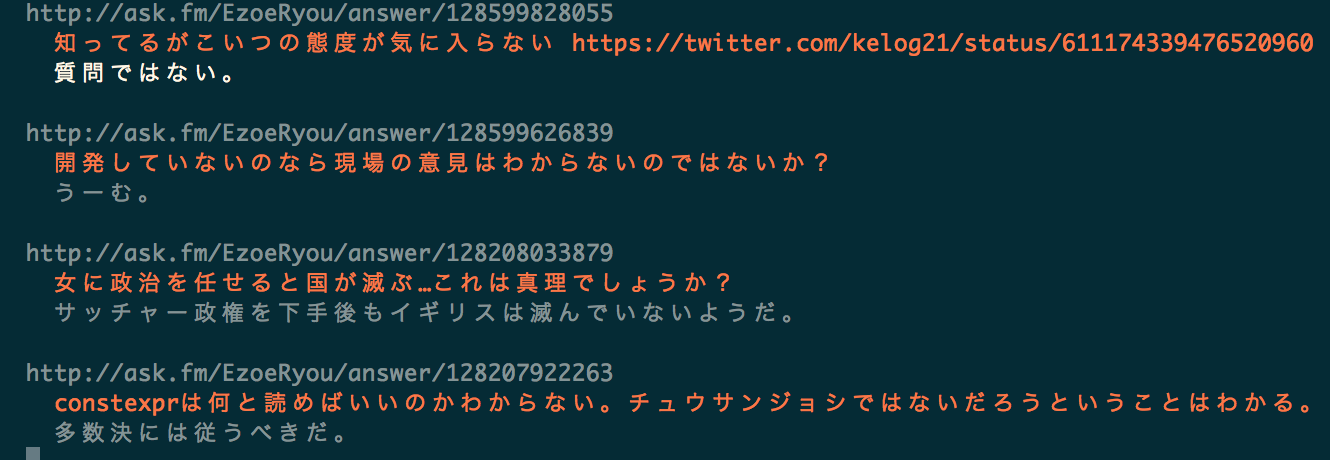 http://ask.fm/EzoeRyou/answer/128599828055
知ってるがこいつの態度が気に入らない https://twitter.com/kelog21/status/611174339476520960
質問ではない。
http://ask.fm/EzoeRyou/answer/128599626839
開発していないのなら現場の意見はわからないのではないか？
うーむ。
http://ask.fm/EzoeRyou/answer/128208033879
女に政治を任せると国が滅ぶ…これは真理でしょうか？
サッチャー政権を下手後もイギリスは滅んでいないようだ。
http://ask.fm/EzoeRyou/answer/128207922263
constexprは何と読めばいいのかわからない。チュウサンジョシではないだろうということはわかる。
多数決には従うべきだ。